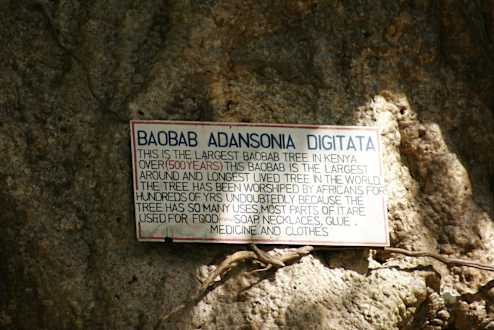 BAOBAB ADANSONIA DIGITATA
THIS IS THE LARGEST BAOBAB TREE IN KENYA
OVER(500YEARS) THIS BAOBAB IS THE LARGEST
AROUND AND LONGEST LIVED TREE IN THE WORLD.
THE TREE HAS BEEN WORSHIPED BY AFRICANS FOR
HUNDREDS OF YRS UNDOUBTEDLY BECAUSE THE
TREE HAS SO MANY USES, MOST PARTS OF IT ARE
USED FOR FOOD — SOAP, NECKLACES, GLUE,
MEDICINE AND CLOTHES